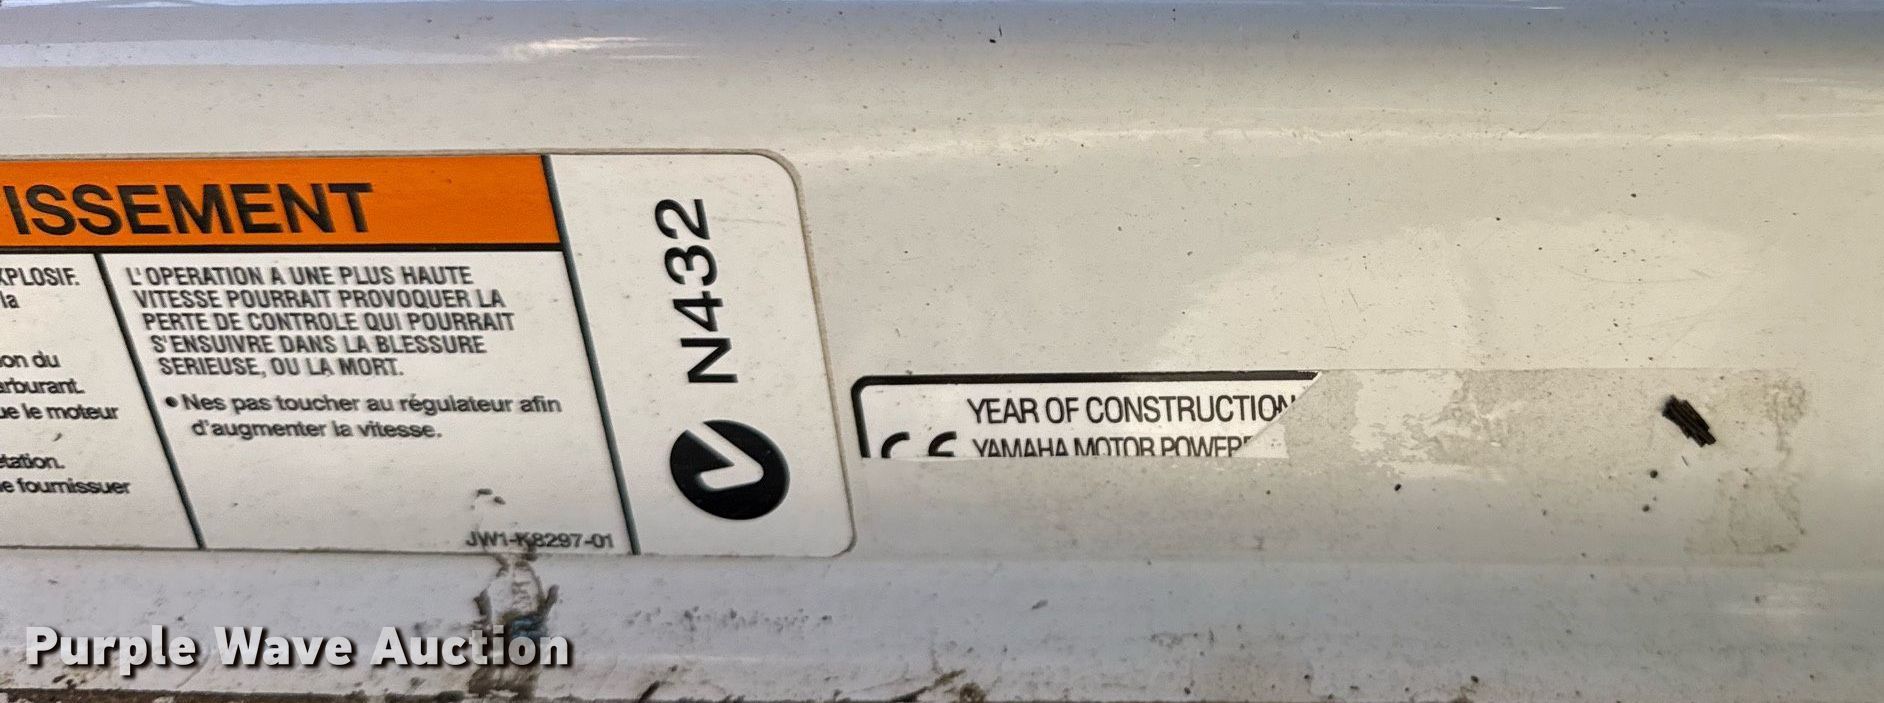 ISSEMENT
XPLOSIF.
la
on du
arburant.
ue le moteur
étation.
e fournissuer
L'OPERATION A UNE PLUS HAUTE
VITESSE POURRAIT PROVOQUER LA
PERTE DE CONTROLE QUI POURRAIT
S'ENSUIVRE DANS LA BLESSURE
SERIEUSE, OU LA MORT.
• Nes pas toucher au régulateur afin
d'augmenter la vitesse.
JW1-K8297-01
N432
YEAR OF CONSTRUCTION
CE YAMAHA MOTOR POWER
Purple Wave Auction